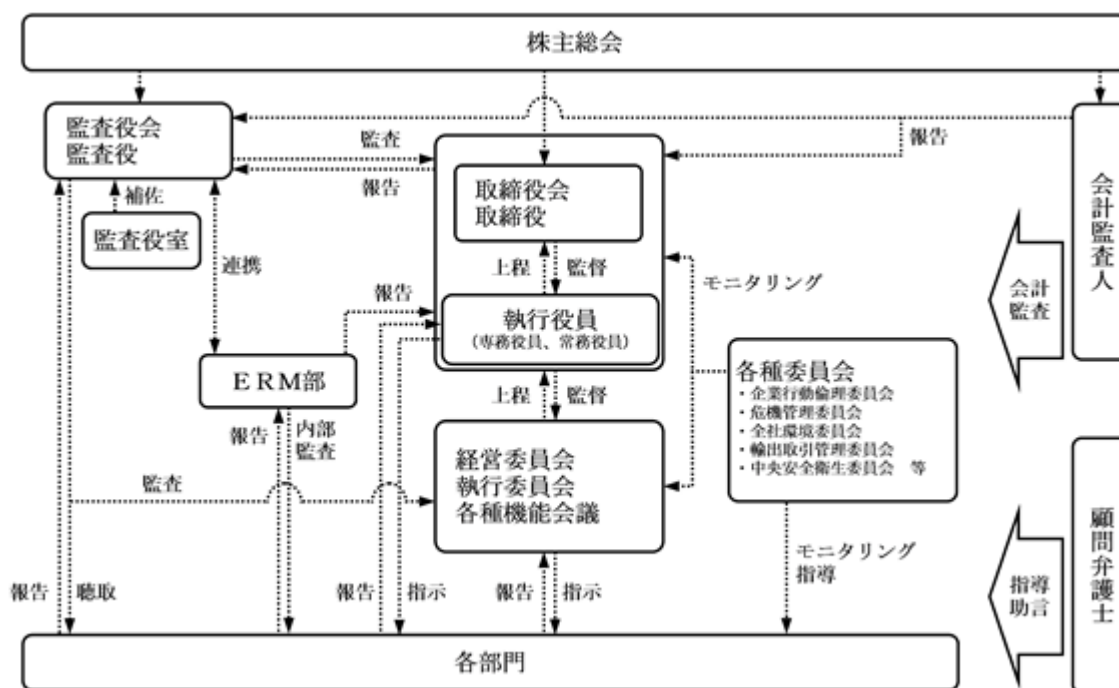 株主総会
監査役会
監査役
監査
報告
報告
補佐
監査役室
連携
取締役会
取締役
上程
監督
モニタリング
会計監査人
会計
監査
報告
執行役員
(専務役員、常務役員)
ERM部
上程
監督
各種委員会
・企業行動倫理委員会
・危機管理委員会
・全社環境委員会
・輸出取引管理委員会
・中央安全衛生委員会 等
報告
内部
監査
監査
経営委員会
執行委員会
各種機能会議
モニタリング
指導
顧問弁護士
指導
助言
報告
聴取
報告
指示
報告
指示
各部門